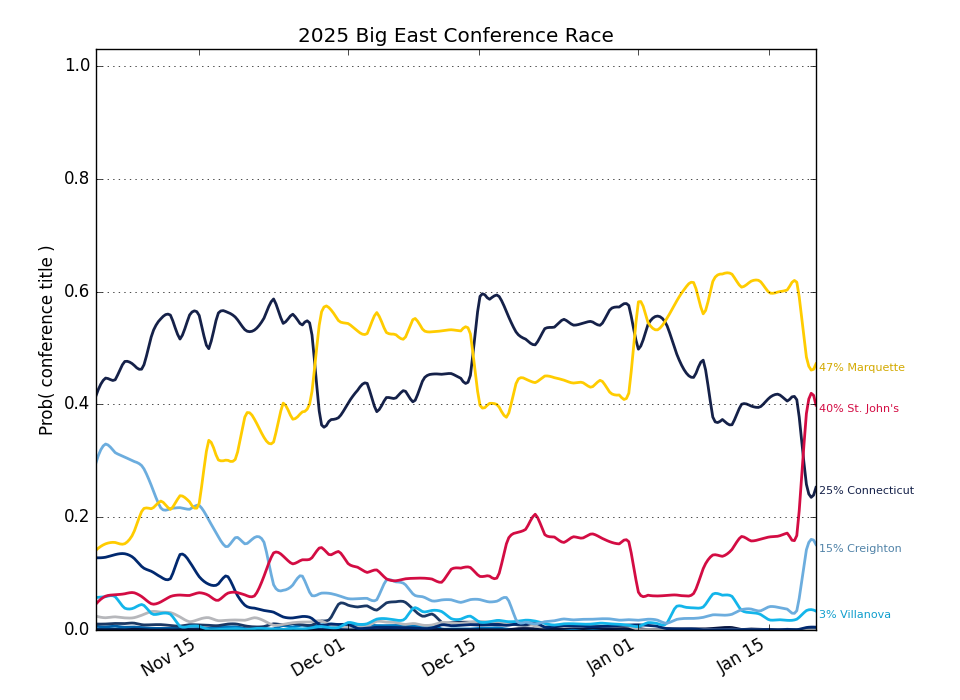 2025 Big East Conference Race
Prob( conference title )
1.0
0.8
0.6
0.4
0.2
0.0
47% Marquette
40% St. John's
25% Connecticut
15% Creighton
3% Villanova
Nov 15
Dec 01
Dec 15
Jan 01
Jan 15